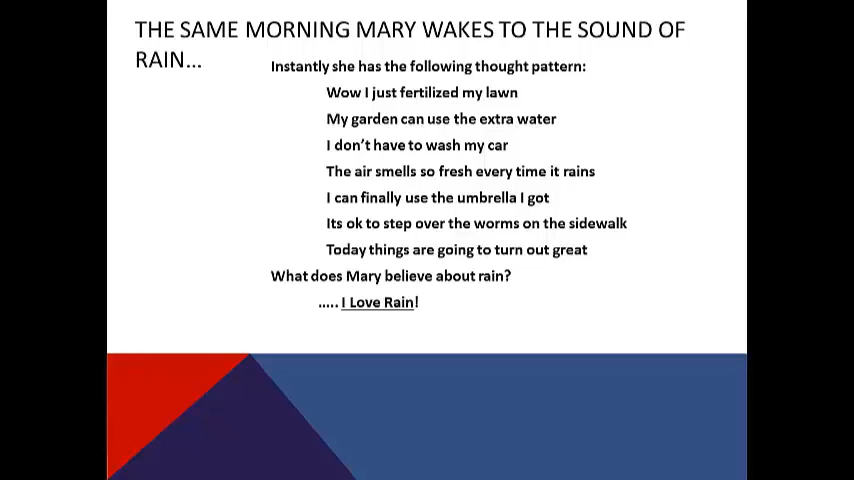 THE SAME MORNING MARY WAKES TO THE SOUND OF
RAIN...
Instantly she has the following thought pattern:
Wow I just fertilized my lawn
My garden can use the extra water
I don't have to wash my car
The air smells so fresh every time it rains
I can finally use the umbrella I got
Its ok to step over the worms on the sidewalk
Today things are going to turn out great
What does Mary believe about rain?
..... I Love Rain!